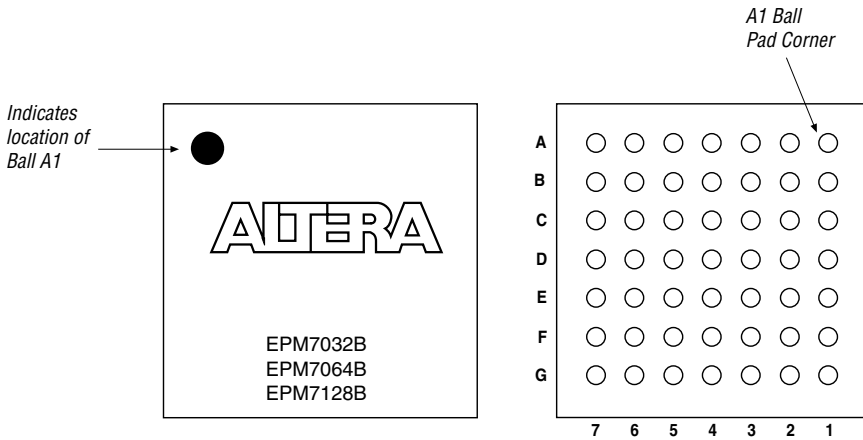 A1 Ball
Pad Corner
Indicates
location of
Ball A1
ALTERA
EPM7032B
EPM7064B
EPM7128B
A
B
C
D
E
F
G
7 6 5 4 3 2 1